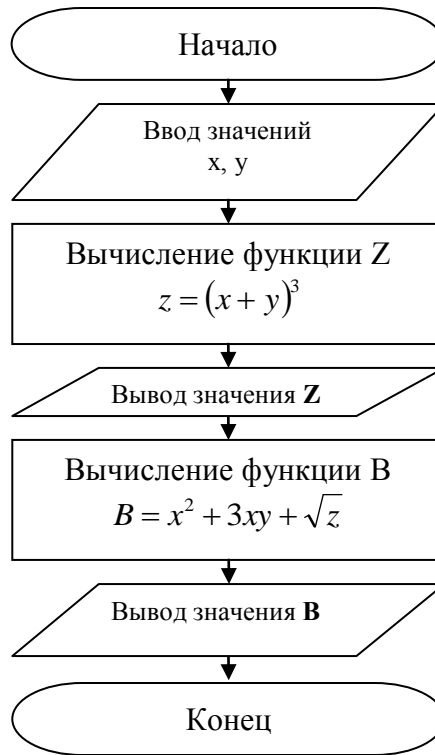 Начало
Ввод значений
x, y
Вычисление функции Z
z = (x + y)³
Вывод значения Z
Вычисление функции B
B = x² + 3xy + √z
Вывод значения B
Конец